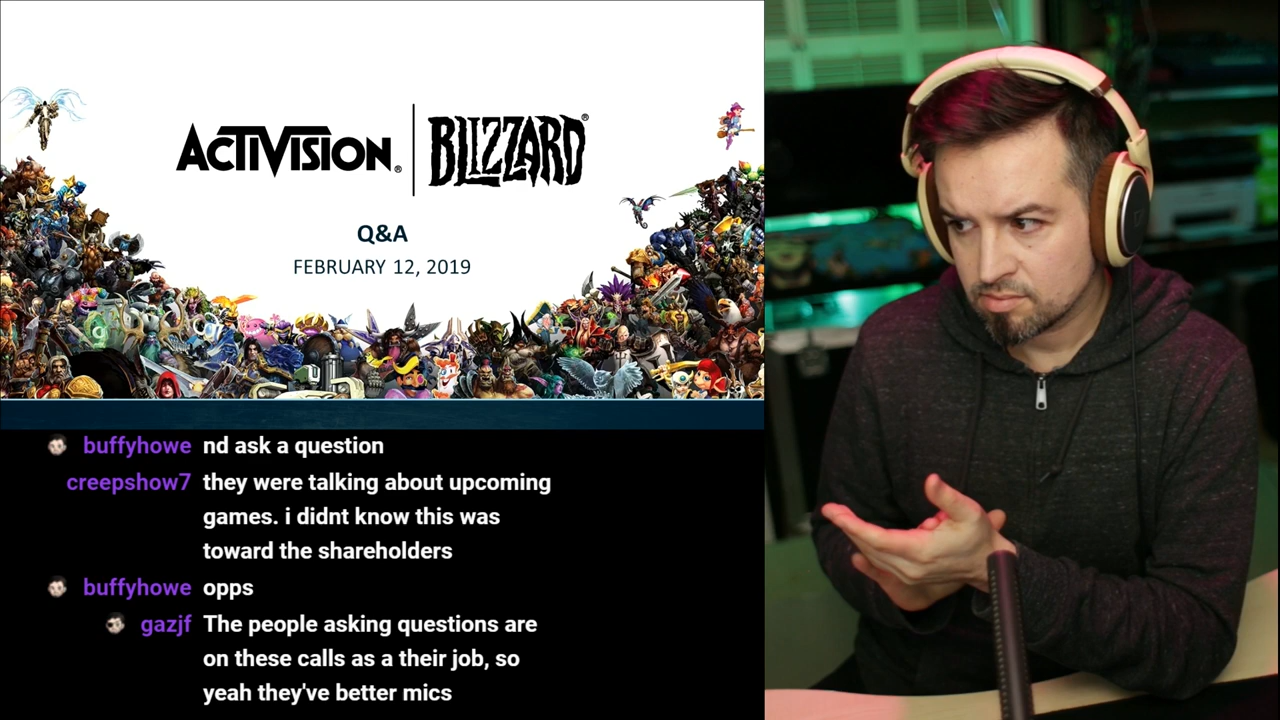 ACTIVISION® BLIZZARD®
Q&A
FEBRUARY 12, 2019
buffyhowe nd ask a question
creepshow7 they were talking about upcoming
games. i didnt know this was
toward the shareholders
buffyhowe opps
gazjf The people asking questions are
on these calls as a their job, so
yeah they've better mics